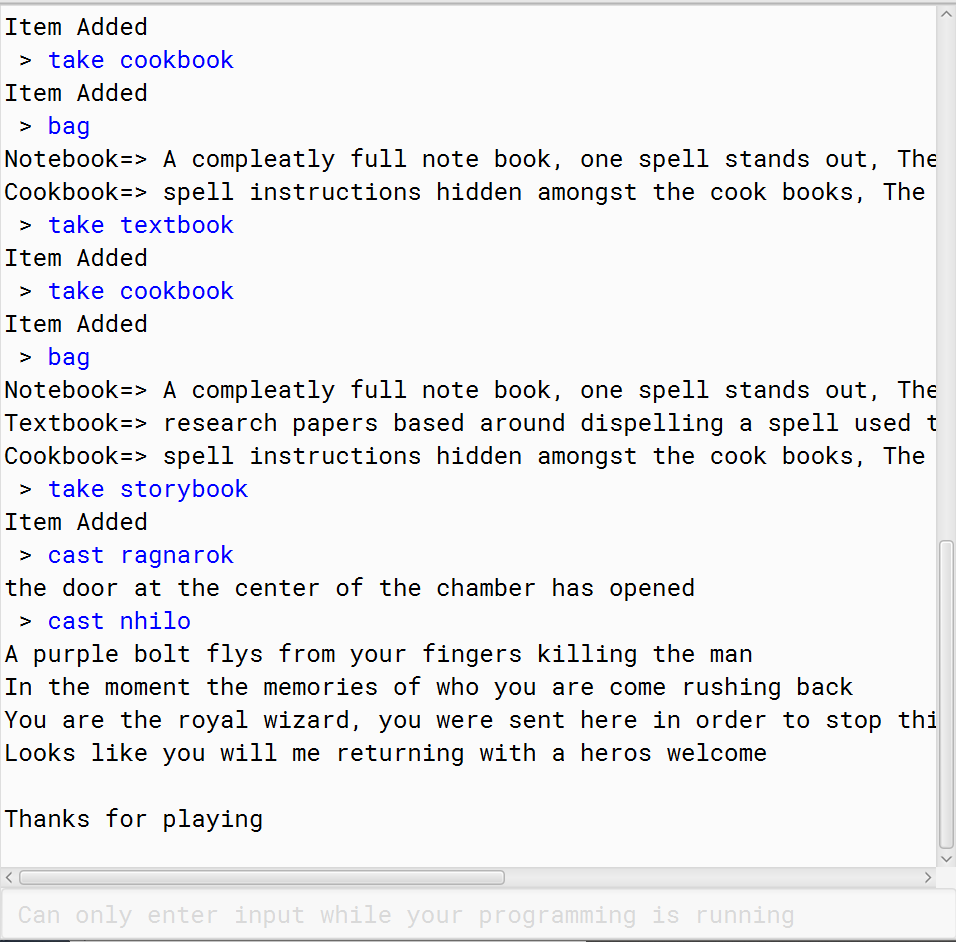 Item Added
> take cookbook
Item Added
> bag
Notebook=> A compleatly full note book, one spell stands out, The
Cookbook=> spell instructions hidden amongst the cook books, The
> take textbook
Item Added
> take cookbook
Item Added
> bag
Notebook=> A compleatly full note book, one spell stands out, The
Textbook=> research papers based around dispelling a spell used t
Cookbook=> spell instructions hidden amongst the cook books, The
> take storybook
Item Added
> cast ragnarok
the door at the center of the chamber has opened
> cast nhilo
A purple bolt flys from your fingers killing the man
In the moment the memories of who you are come rushing back
You are the royal wizard, you were sent here in order to stop thi
Looks like you will me returning with a heros welcome
Thanks for playing
Can only enter input while your programming is running